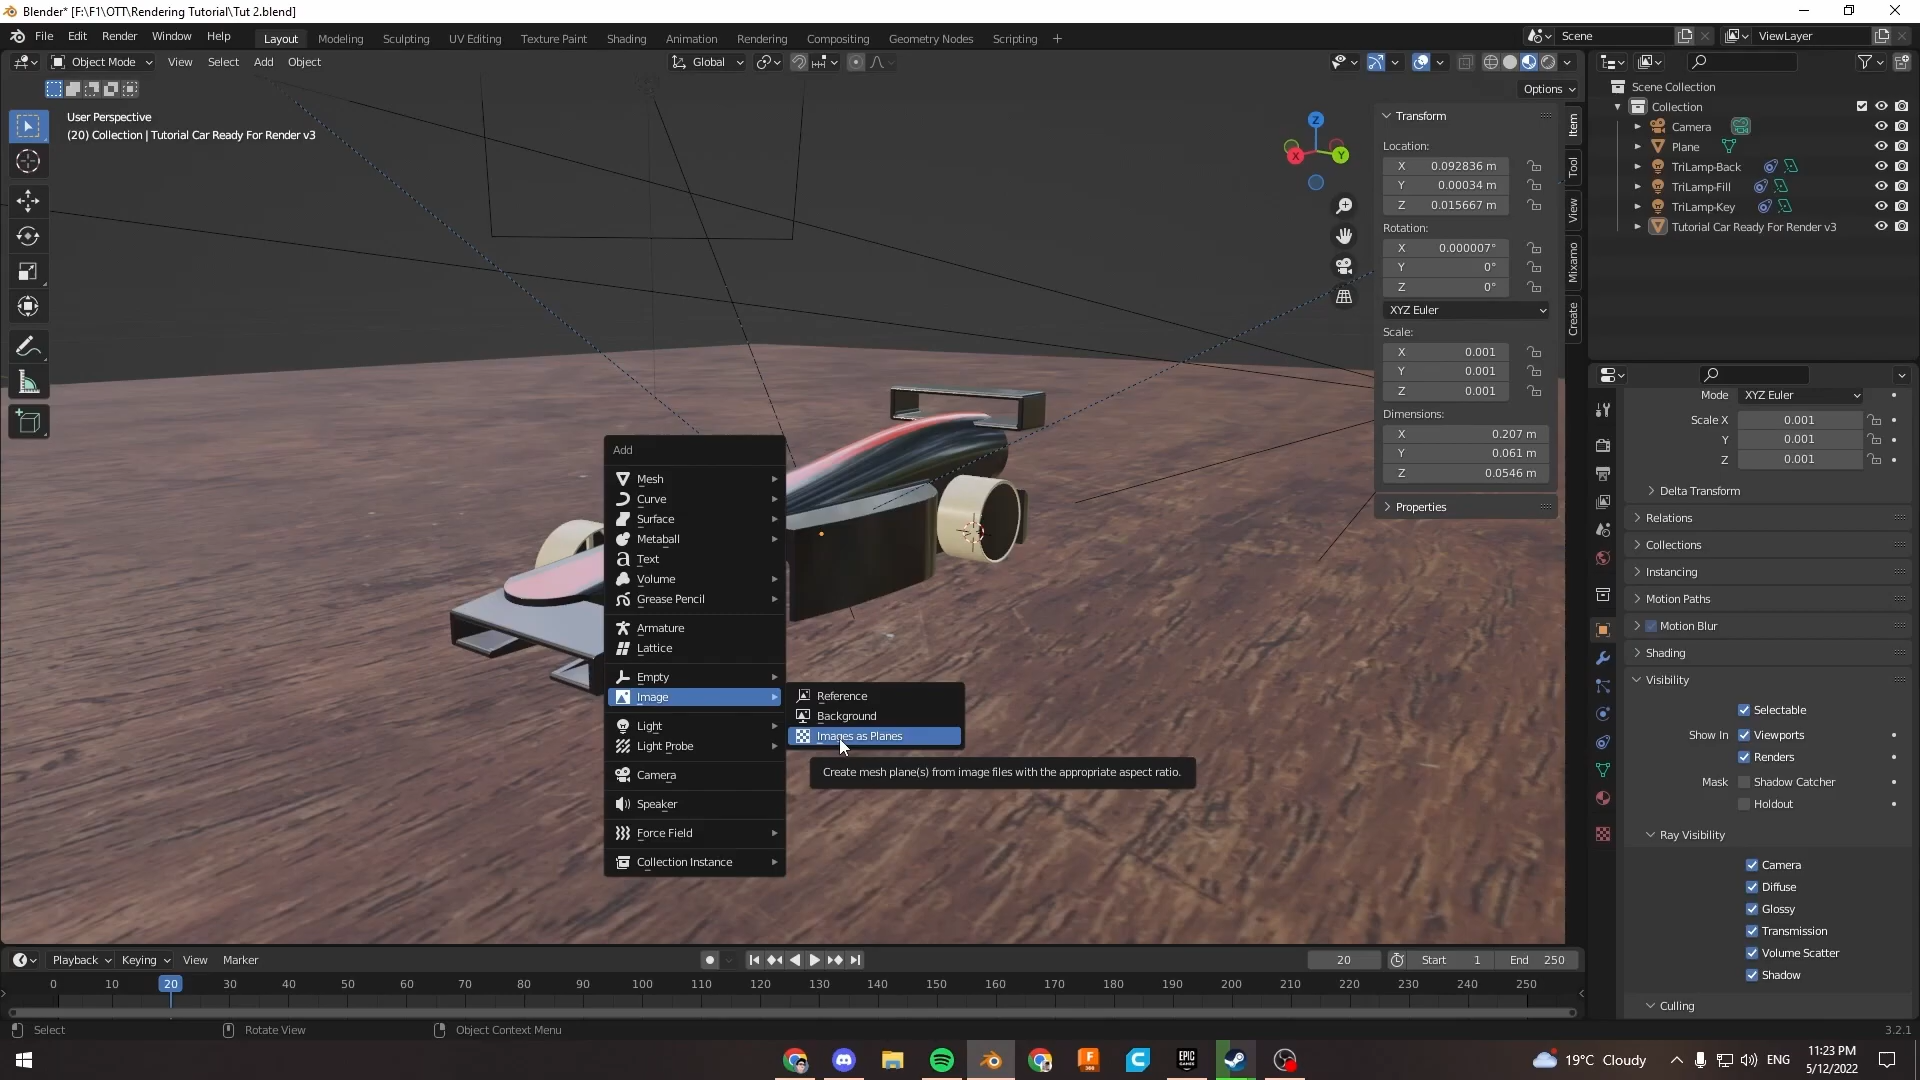 Blender* [F:\F1\OTT\Rendering Tutorial\Tut 2.blend]
File Edit Render Window Help Layout Modeling Sculpting UV Editing Texture Paint Shading Animation Rendering Compositing Geometry Nodes Scripting + Scene ViewLayer
Object Mode View Select Add Object Global
Options
User Perspective
(20) Collection | Tutorial Car Ready For Render v3
Z
X
Y
Transform
Location:
X 0.092836 m
Y 0.00034 m
Z 0.015667 m
Rotation:
X 0.000007°
Y 0°
Z 0°
XYZ Euler
Scale:
X 0.001
Y 0.001
Z 0.001
Dimensions:
X 0.207 m
Y 0.061 m
Z 0.0546 m
Properties
Item
Tool
View
Mixamo
Create
Scene Collection
Collection
Camera
Plane
TriLamp-Back
TriLamp-Fill
TriLamp-Key
Tutorial Car Ready For Render v3
Mode XYZ Euler
Scale X 0.001
Y 0.001
Z 0.001
Delta Transform
Relations
Collections
Instancing
Motion Paths
Motion Blur
Shading
Visibility
Selectable
Show In Viewports
Renders
Mask Shadow Catcher
Holdout
Ray Visibility
Camera
Diffuse
Glossy
Transmission
Volume Scatter
Shadow
Culling
Add
Mesh
Curve
Surface
Metaball
Text
Volume
Grease Pencil
Armature
Lattice
Empty
Image
Light
Light Probe
Camera
Speaker
Force Field
Collection Instance
Reference
Background
Images as Planes
Create mesh plane(s) from image files with the appropriate aspect ratio.
Playback Keying View Marker 20 Start 1 End 250
0 10 20 30 40 50 60 70 80 90 100 110 120 130 140 150 160 170 180 190 200 210 220 230 240 250
Select Rotate View Object Context Menu 3.2.1
19°C Cloudy ENG 11:23 PM
5/12/2022